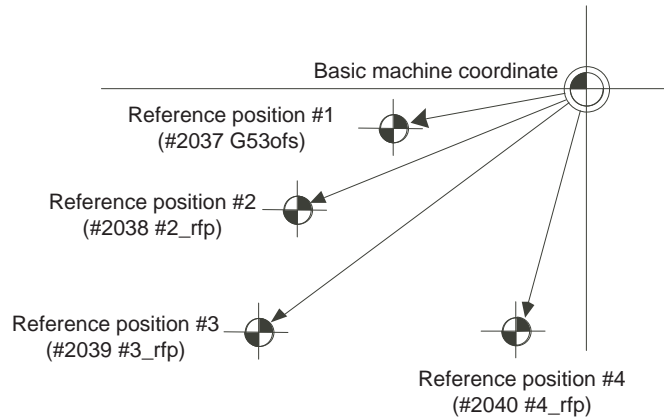 Basic machine coordinate
Reference position #1
(#2037 G53ofs)
Reference position #2
(#2038 #2_rfp)
Reference position #3
(#2039 #3_rfp)
Reference position #4
(#2040 #4_rfp)